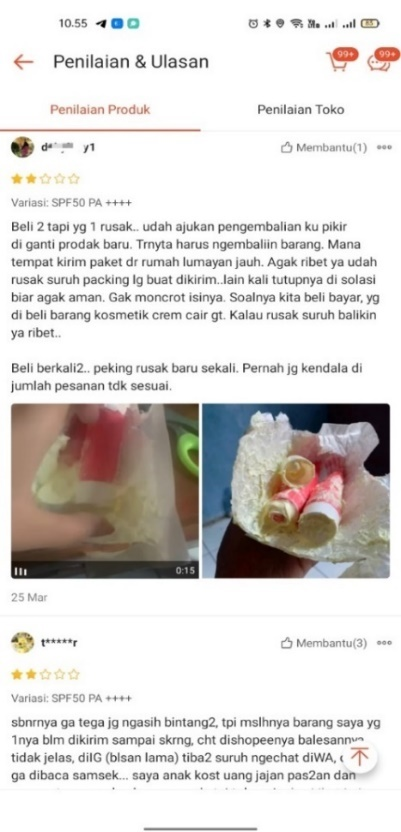 10.55
85
Penilaian & Ulasan
99+
99+
Penilaian Produk
Penilaian Toko
y1
Membantu(1)
Variasi: SPF50 PA ++++
Beli 2 tapi yg 1 rusak.. udah ajukan pengembalian ku pikir
di ganti prodak baru. Trnyta harus ngembaliin barang. Mana
tempat kirim paket dr rumah lumayan jauh. Agak ribet ya udah
rusak suruh packing lg buat dikirim..lain kali tutupnya di solasi
biar agak aman. Gak moncrot isinya. Soalnya kita beli bayar, yg
di beli barang kosmetik crem cair gt. Kalau rusak suruh balikin
ya ribet..
Beli berkali2.. peking rusak baru sekali. Pernah jg kendala di
jumlah pesanan tdk sesuai.
0:15
25 Mar
t*****r
Membantu(3)
Variasi: SPF50 PA ++++
sbnrnya ga tega jg ngasih bintang2, tpi mslhnya barang saya yg
1nya blm dikirim sampai skrng, cht dishopeenya balesannya
tidak jelas, diIG (blsan lama) tiba2 suruh ngechat diWA,
ga dibaca samsek... saya anak kost uang jajan pas2an dan